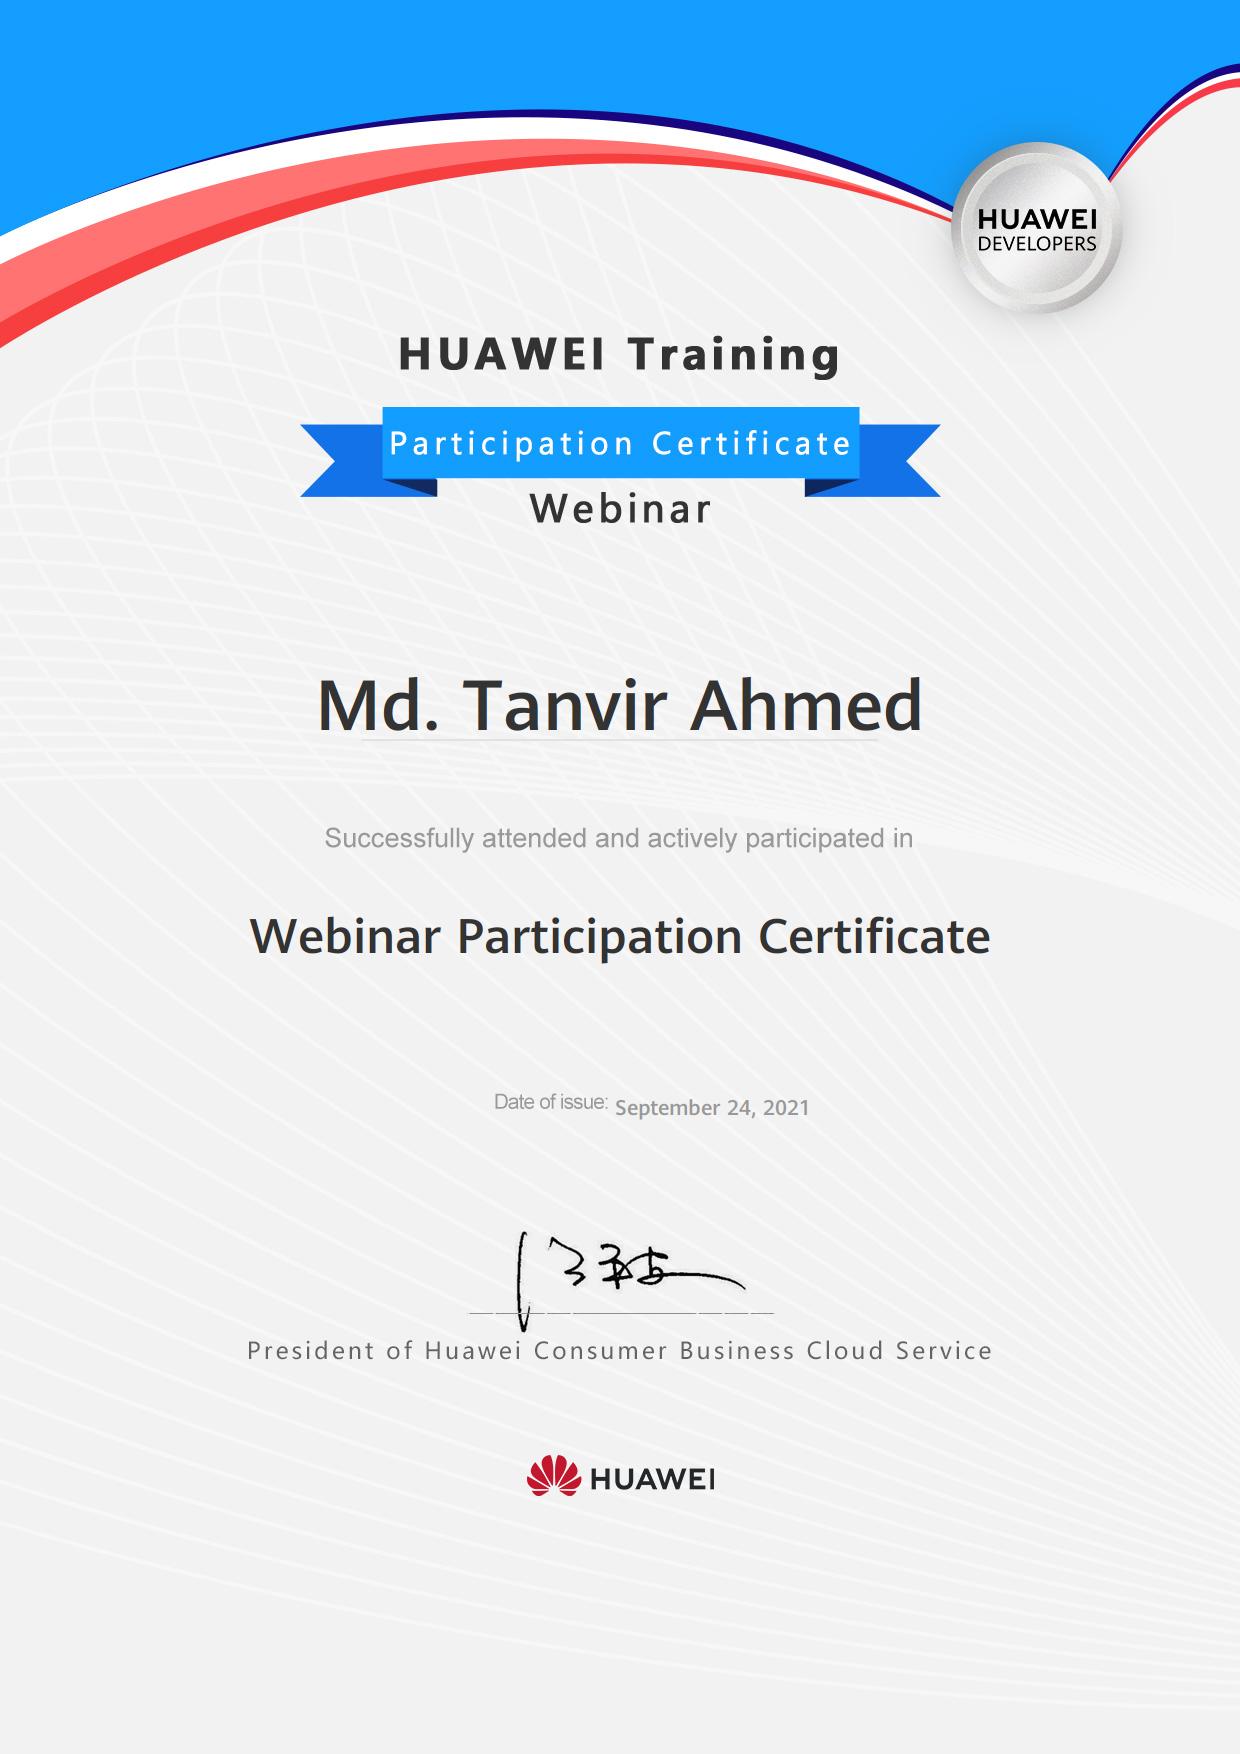 HUAWEI
DEVELOPERS
HUAWEI Training
Participation Certificate
Webinar
Md. Tanvir Ahmed
Successfully attended and actively participated in
Webinar Participation Certificate
Date of issue: September 24, 2021
President of Huawei Consumer Business Cloud Service
HUAWEI